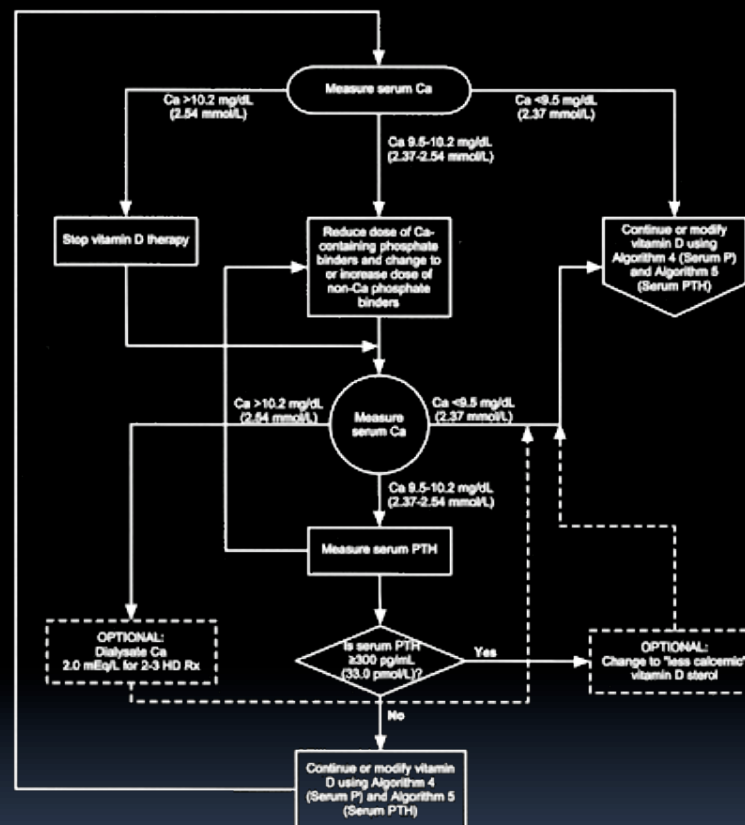 Measure serum Ca
Ca >10.2 mg/dL
(2.54 mmol/L)
Ca <9.5 mg/dL
(2.37 mmol/L)
Ca 9.5-10.2 mg/dL
(2.37-2.54 mmol/L)
Stop vitamin D therapy
Reduce dose of Ca-
containing phosphate
binders and change to
or increase dose of
non-Ca phosphate
binders
Continue or modify
vitamin D using
Algorithm 4 (Serum P)
and Algorithm 5
(Serum PTH)
Ca >10.2 mg/dL
(2.54 mmol/L)
Measure
serum Ca
Ca <9.5 mg/dL
(2.37 mmol/L)
Ca 9.5-10.2 mg/dL
(2.37-2.54 mmol/L)
Measure serum PTH
OPTIONAL:
Dialysate Ca
2.0 mEq/L for 2-3 HD Rx
Is serum PTH
≥300 pg/mL
(33.0 pmol/L)?
Yes
OPTIONAL:
Change to "less calcemic"
vitamin D sterol
No
Continue or modify vitamin
D using Algorithm 4
(Serum P) and Algorithm 5
(Serum PTH)